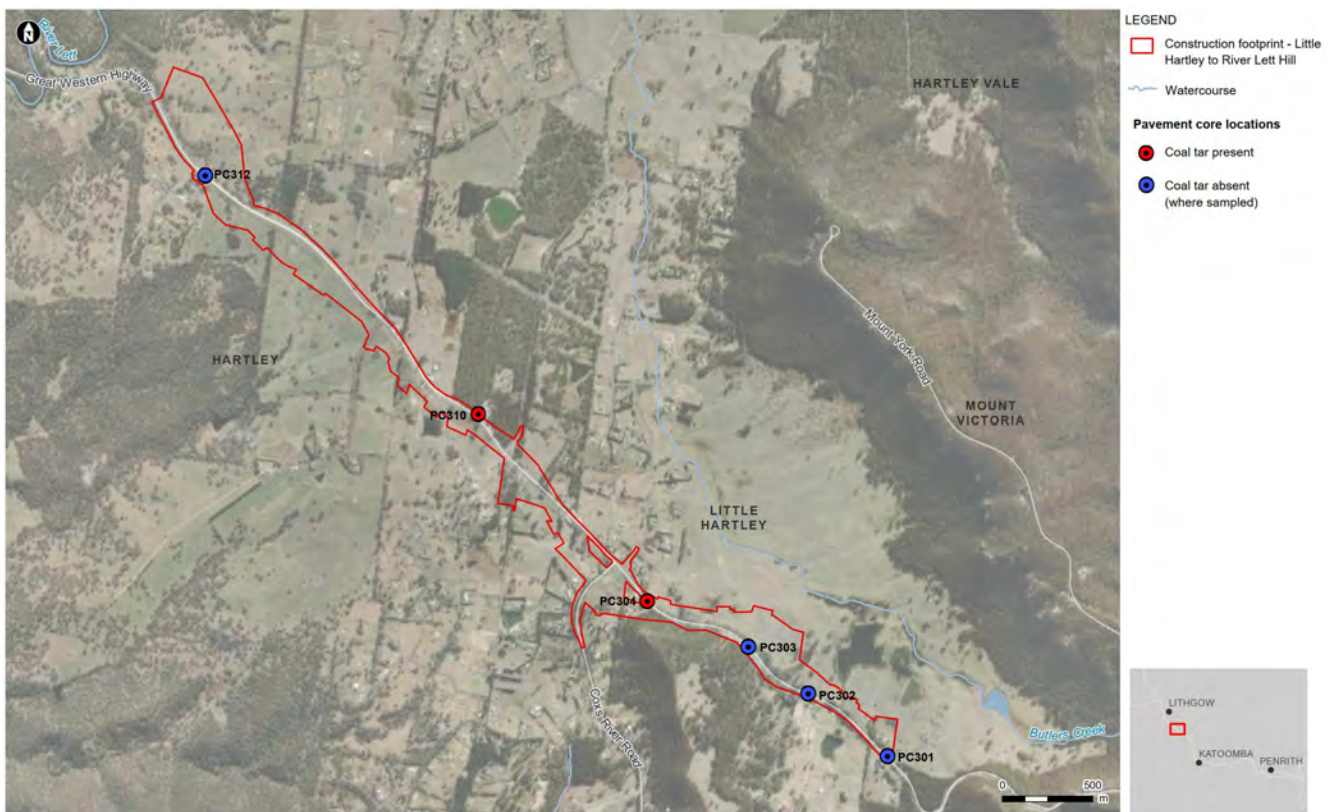 N
River Lett
Great Western Highway
PC312
HARTLEY VALE
HARTLEY
Mount York Road
MOUNT
VICTORIA
PC310
LITTLE
HARTLEY
PC304
PC303
PC302
PC301
Coxs River Road
Butlers Creek
0 500
m
LEGEND
Construction footprint - Little
Hartley to River Lett Hill
Watercourse
Pavement core locations
Coal tar present
Coal tar absent
(where sampled)
LITHGOW
KATOOMBA
PENRITH